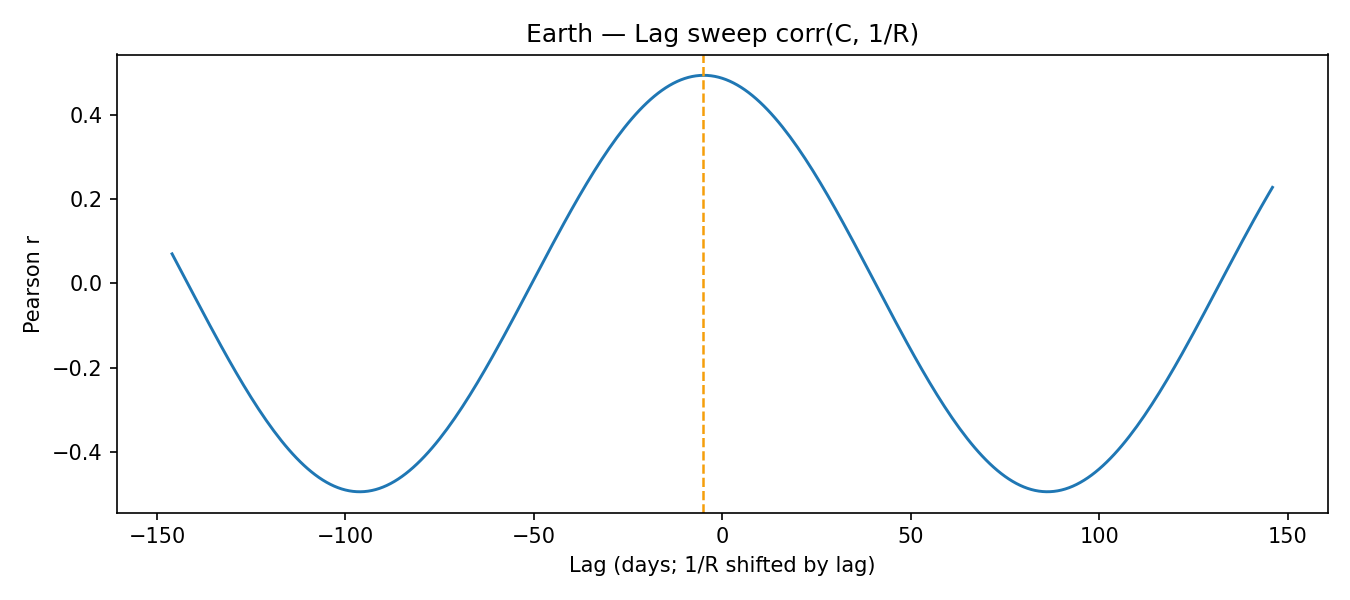 Earth — Lag sweep corr(C, 1/R)
Pearson r
0.4
0.2
0.0
−0.2
−0.4
−150 −100 −50 0 50 100 150
Lag (days; 1/R shifted by lag)